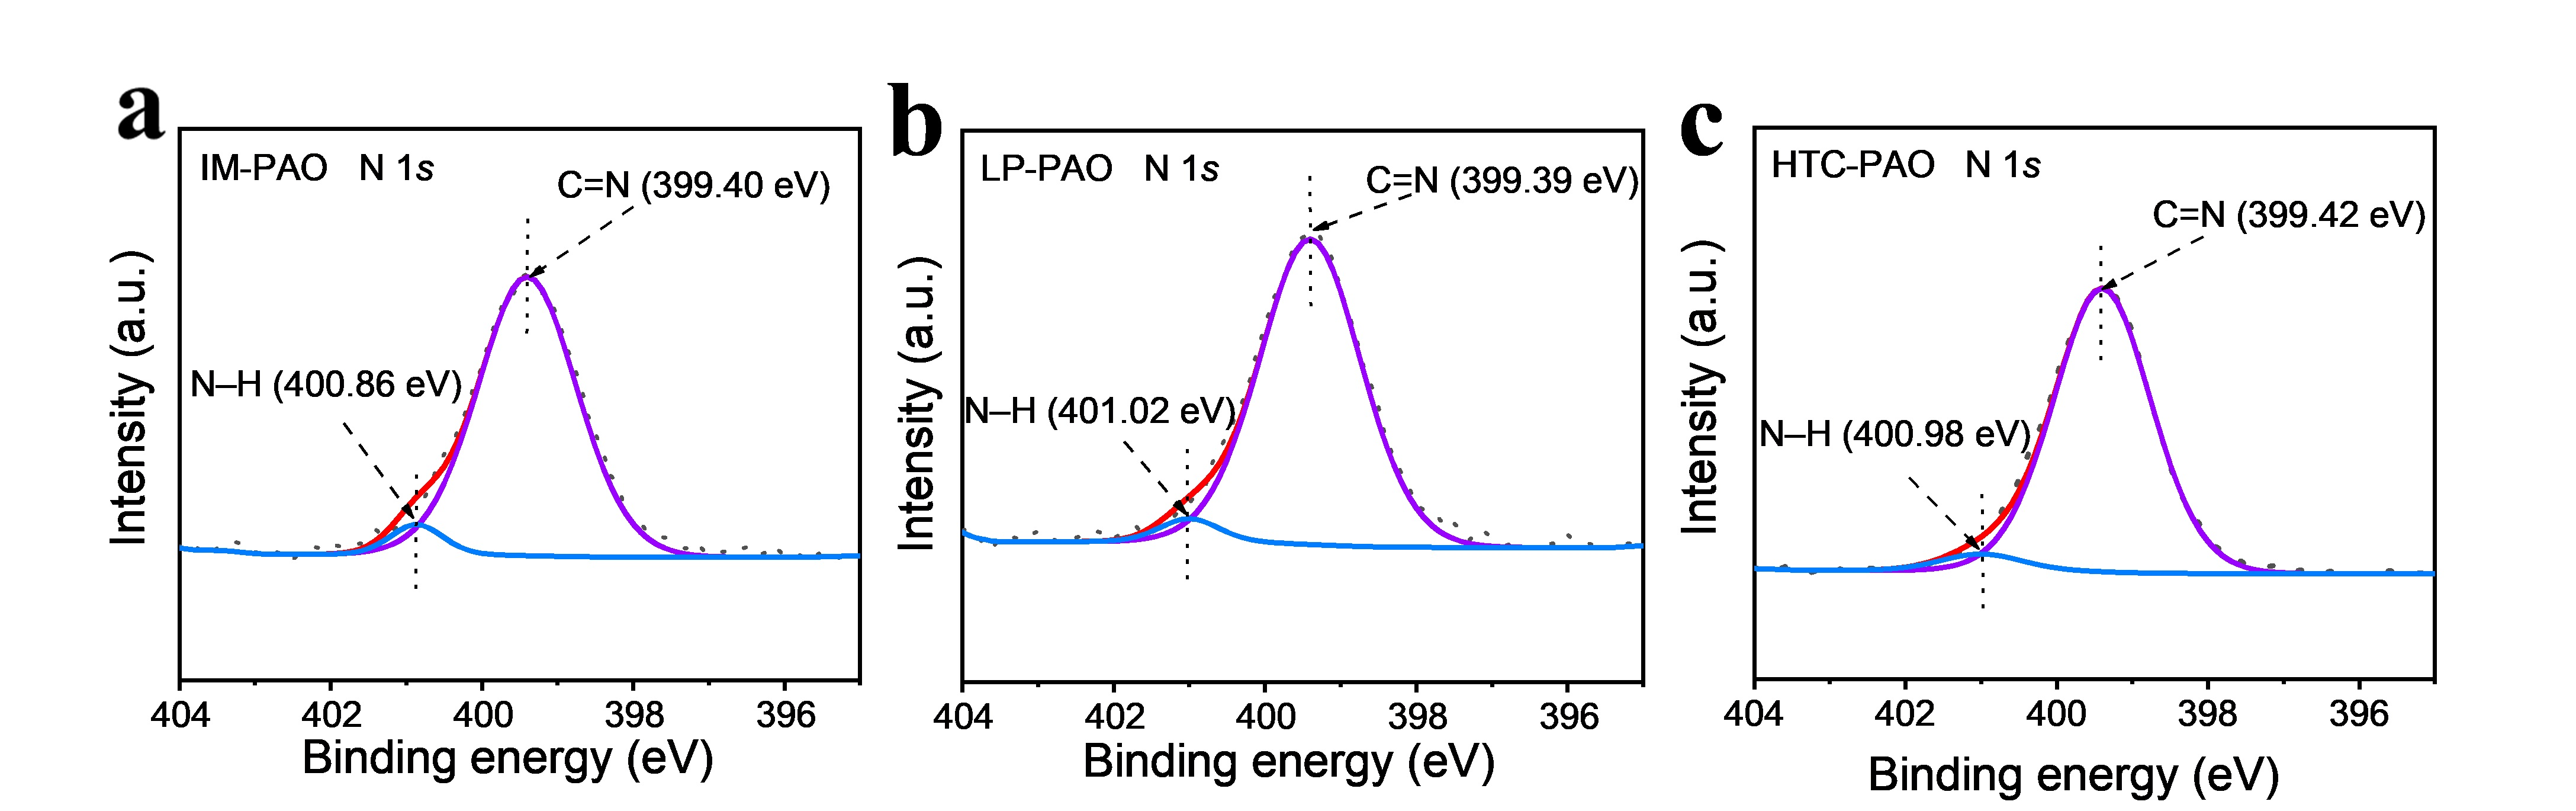 a
IM-PAO N 1s
C=N (399.40 eV)
N–H (400.86 eV)
Intensity (a.u.)
404 402 400 398 396
Binding energy (eV)
b
LP-PAO N 1s
C=N (399.39 eV)
N–H (401.02 eV)
Intensity (a.u.)
404 402 400 398 396
Binding energy (eV)
c
HTC-PAO N 1s
C=N (399.42 eV)
N–H (400.98 eV)
Intensity (a.u.)
404 402 400 398 396
Binding energy (eV)